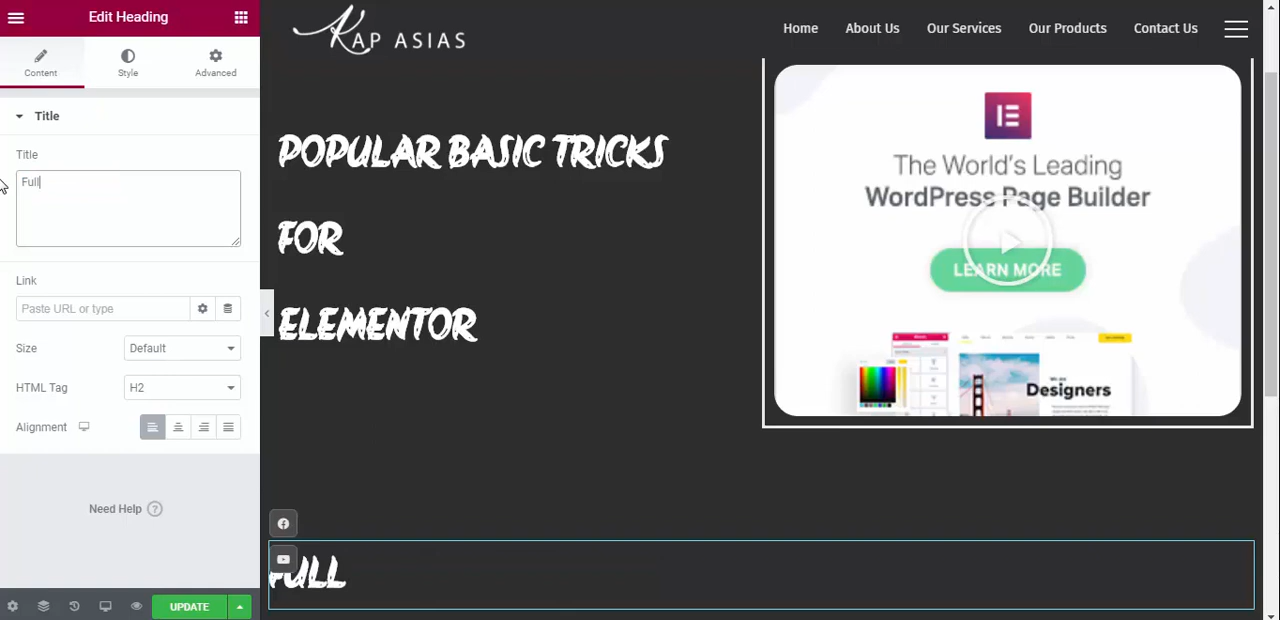 Edit Heading
Content
Style
Advanced
Title
Title
Full
Link
Paste URL or type
Size
Default
HTML Tag
H2
Alignment
Need Help ?
UPDATE
KAP ASIAS
Home
About Us
Our Services
Our Products
Contact Us
POPULAR BASIC TRICKS
FOR
ELEMENTOR
The World's Leading
WordPress Page Builder
LEARN MORE
Designers
FULL